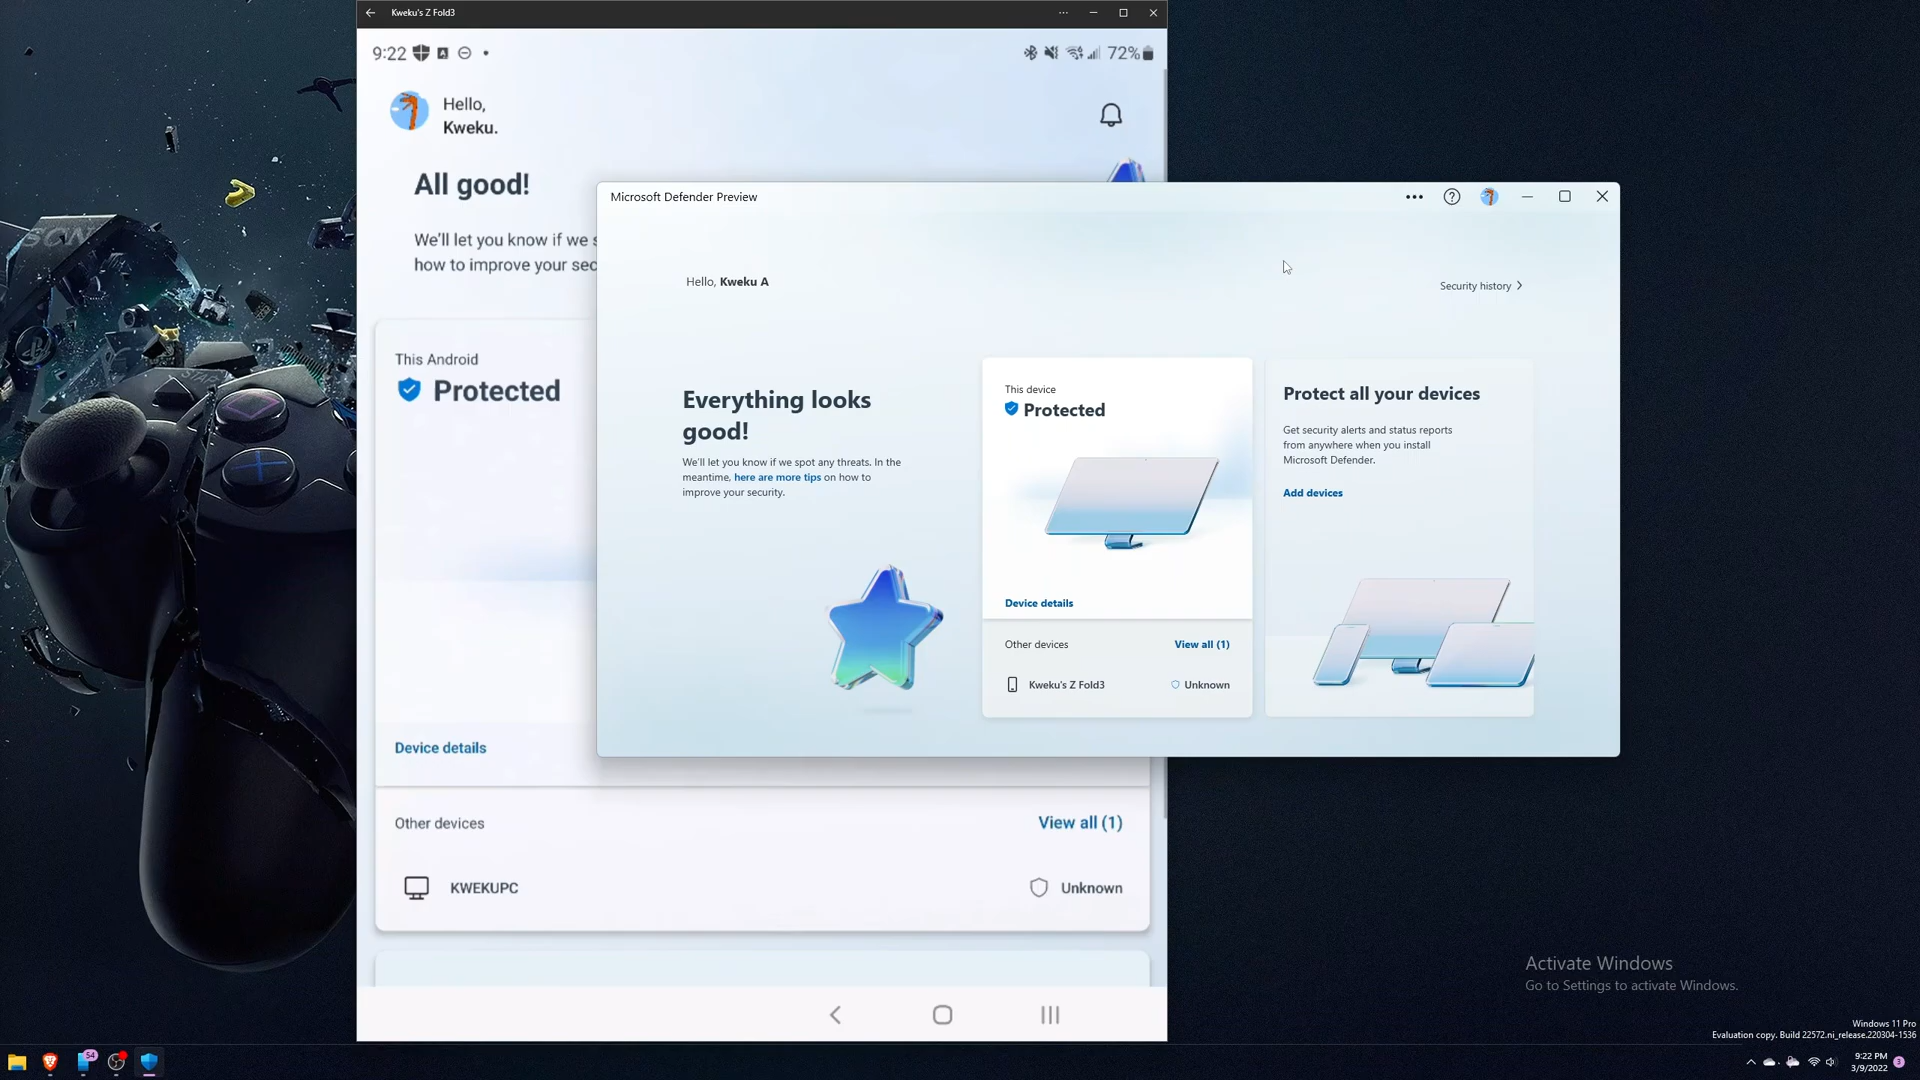 Kweku's Z Fold3
9:22
72%
Hello,
Kweku.
All good!
We'll let you know if we s
how to improve your sec
This Android
Protected
Device details
Other devices
View all (1)
KWEKUPC
Unknown
Microsoft Defender Preview
Hello, Kweku A
Security history
Everything looks
good!
We'll let you know if we spot any threats. In the
meantime, here are more tips on how to
improve your security.
This device
Protected
Device details
Other devices
View all (1)
Kweku's Z Fold3
Unknown
Protect all your devices
Get security alerts and status reports
from anywhere when you install
Microsoft Defender.
Add devices
Activate Windows
Go to Settings to activate Windows.
Windows 11 Pro
Evaluation copy. Build 22572.ni_release.220304-1536
54
9:22 PM
3/9/2022
3